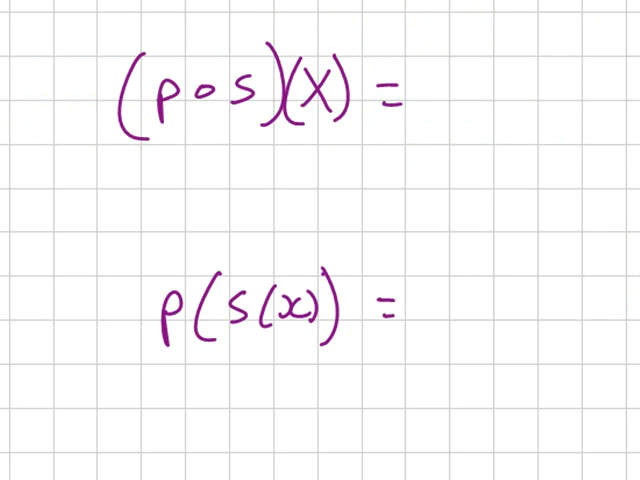 (p∘s)(X) =
p(s(x)) =